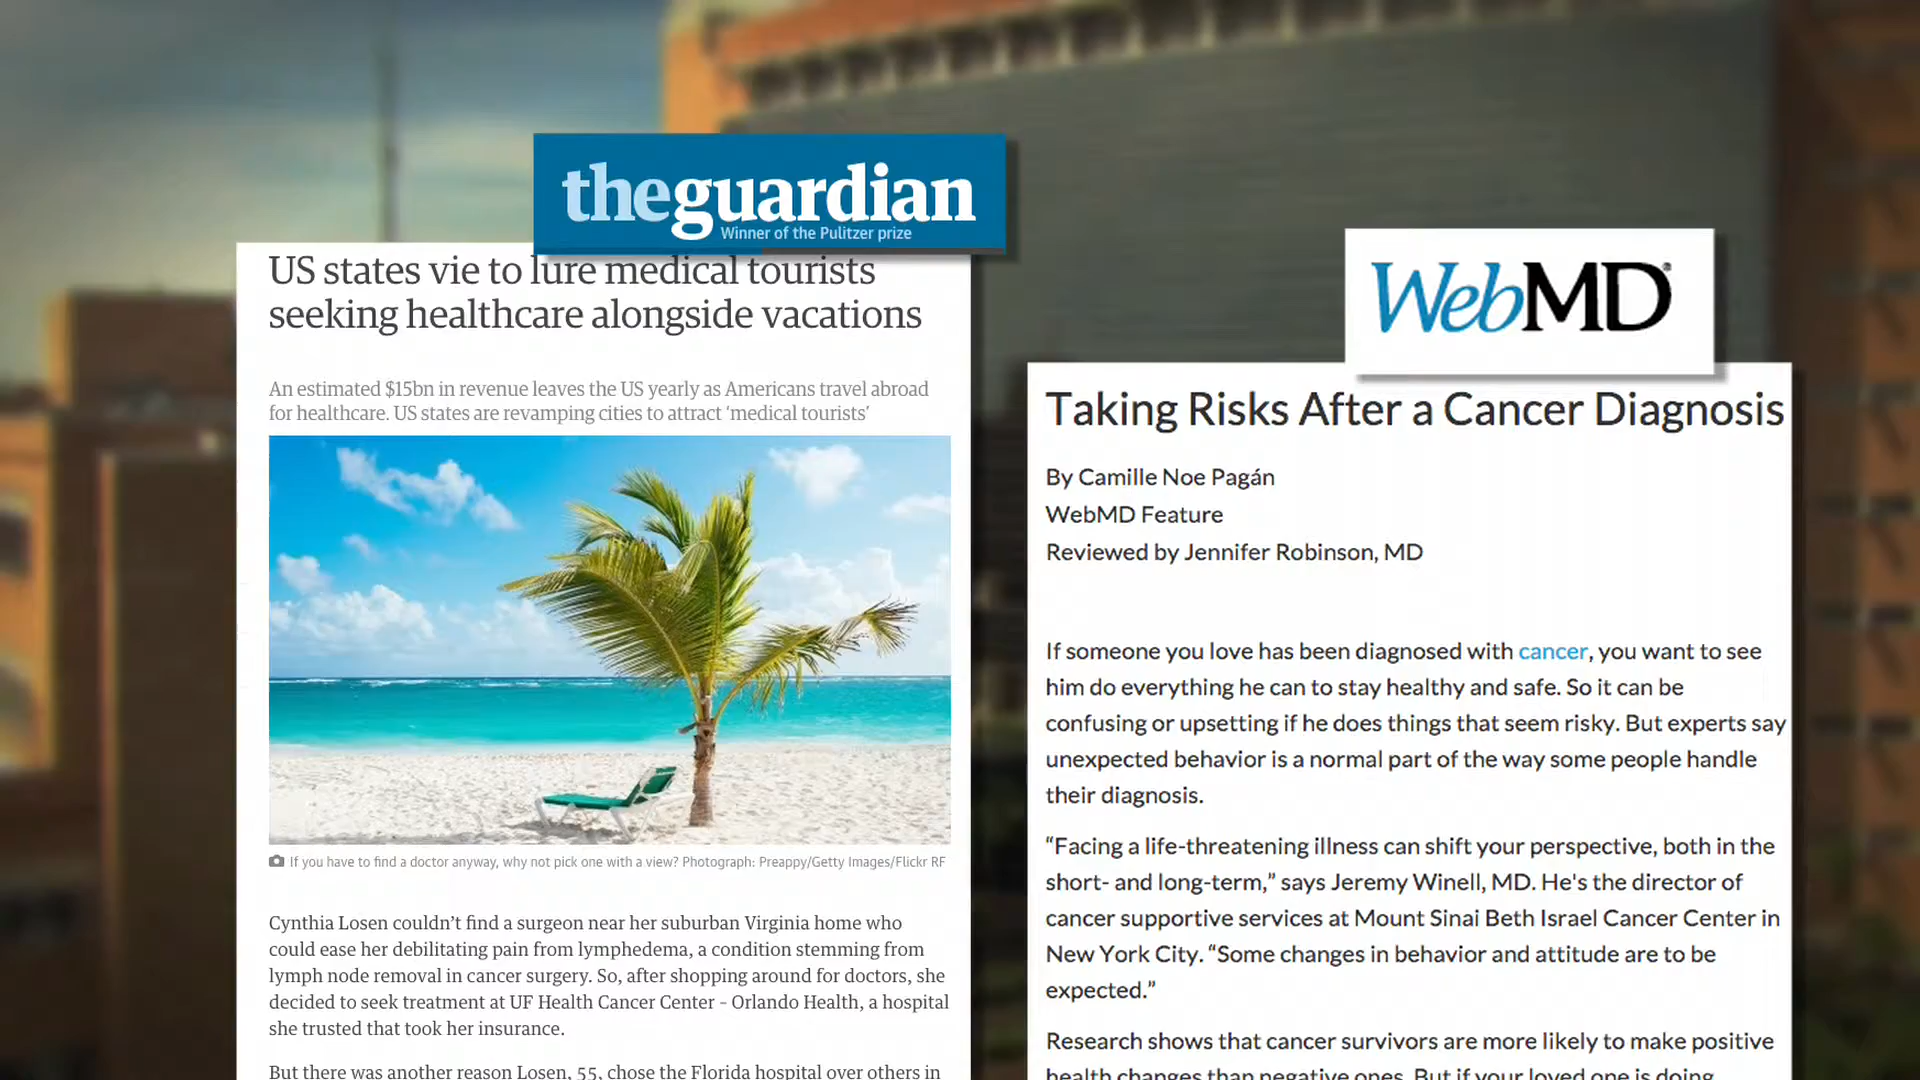 theguardian
Winner of the Pulitzer prize
US states vie to lure medical tourists
seeking healthcare alongside vacations
An estimated $15bn in revenue leaves the US yearly as Americans travel abroad
for healthcare. US states are revamping cities to attract ‘medical tourists’
If you have to find a doctor anyway, why not pick one with a view? Photograph: Preappy/Getty Images/Flickr RF
Cynthia Losen couldn’t find a surgeon near her suburban Virginia home who
could ease her debilitating pain from lymphedema, a condition stemming from
lymph node removal in cancer surgery. So, after shopping around for doctors, she
decided to seek treatment at UF Health Cancer Center – Orlando Health, a hospital
she trusted that took her insurance.
But there was another reason Losen, 55, chose the Florida hospital over others in
WebMD®
Taking Risks After a Cancer Diagnosis
By Camille Noe Pagán
WebMD Feature
Reviewed by Jennifer Robinson, MD
If someone you love has been diagnosed with cancer, you want to see
him do everything he can to stay healthy and safe. So it can be
confusing or upsetting if he does things that seem risky. But experts say
unexpected behavior is a normal part of the way some people handle
their diagnosis.
“Facing a life-threatening illness can shift your perspective, both in the
short- and long-term,” says Jeremy Winell, MD. He's the director of
cancer supportive services at Mount Sinai Beth Israel Cancer Center in
New York City. “Some changes in behavior and attitude are to be
expected.”
Research shows that cancer survivors are more likely to make positive
health changes than negative ones. But if your loved one is doing